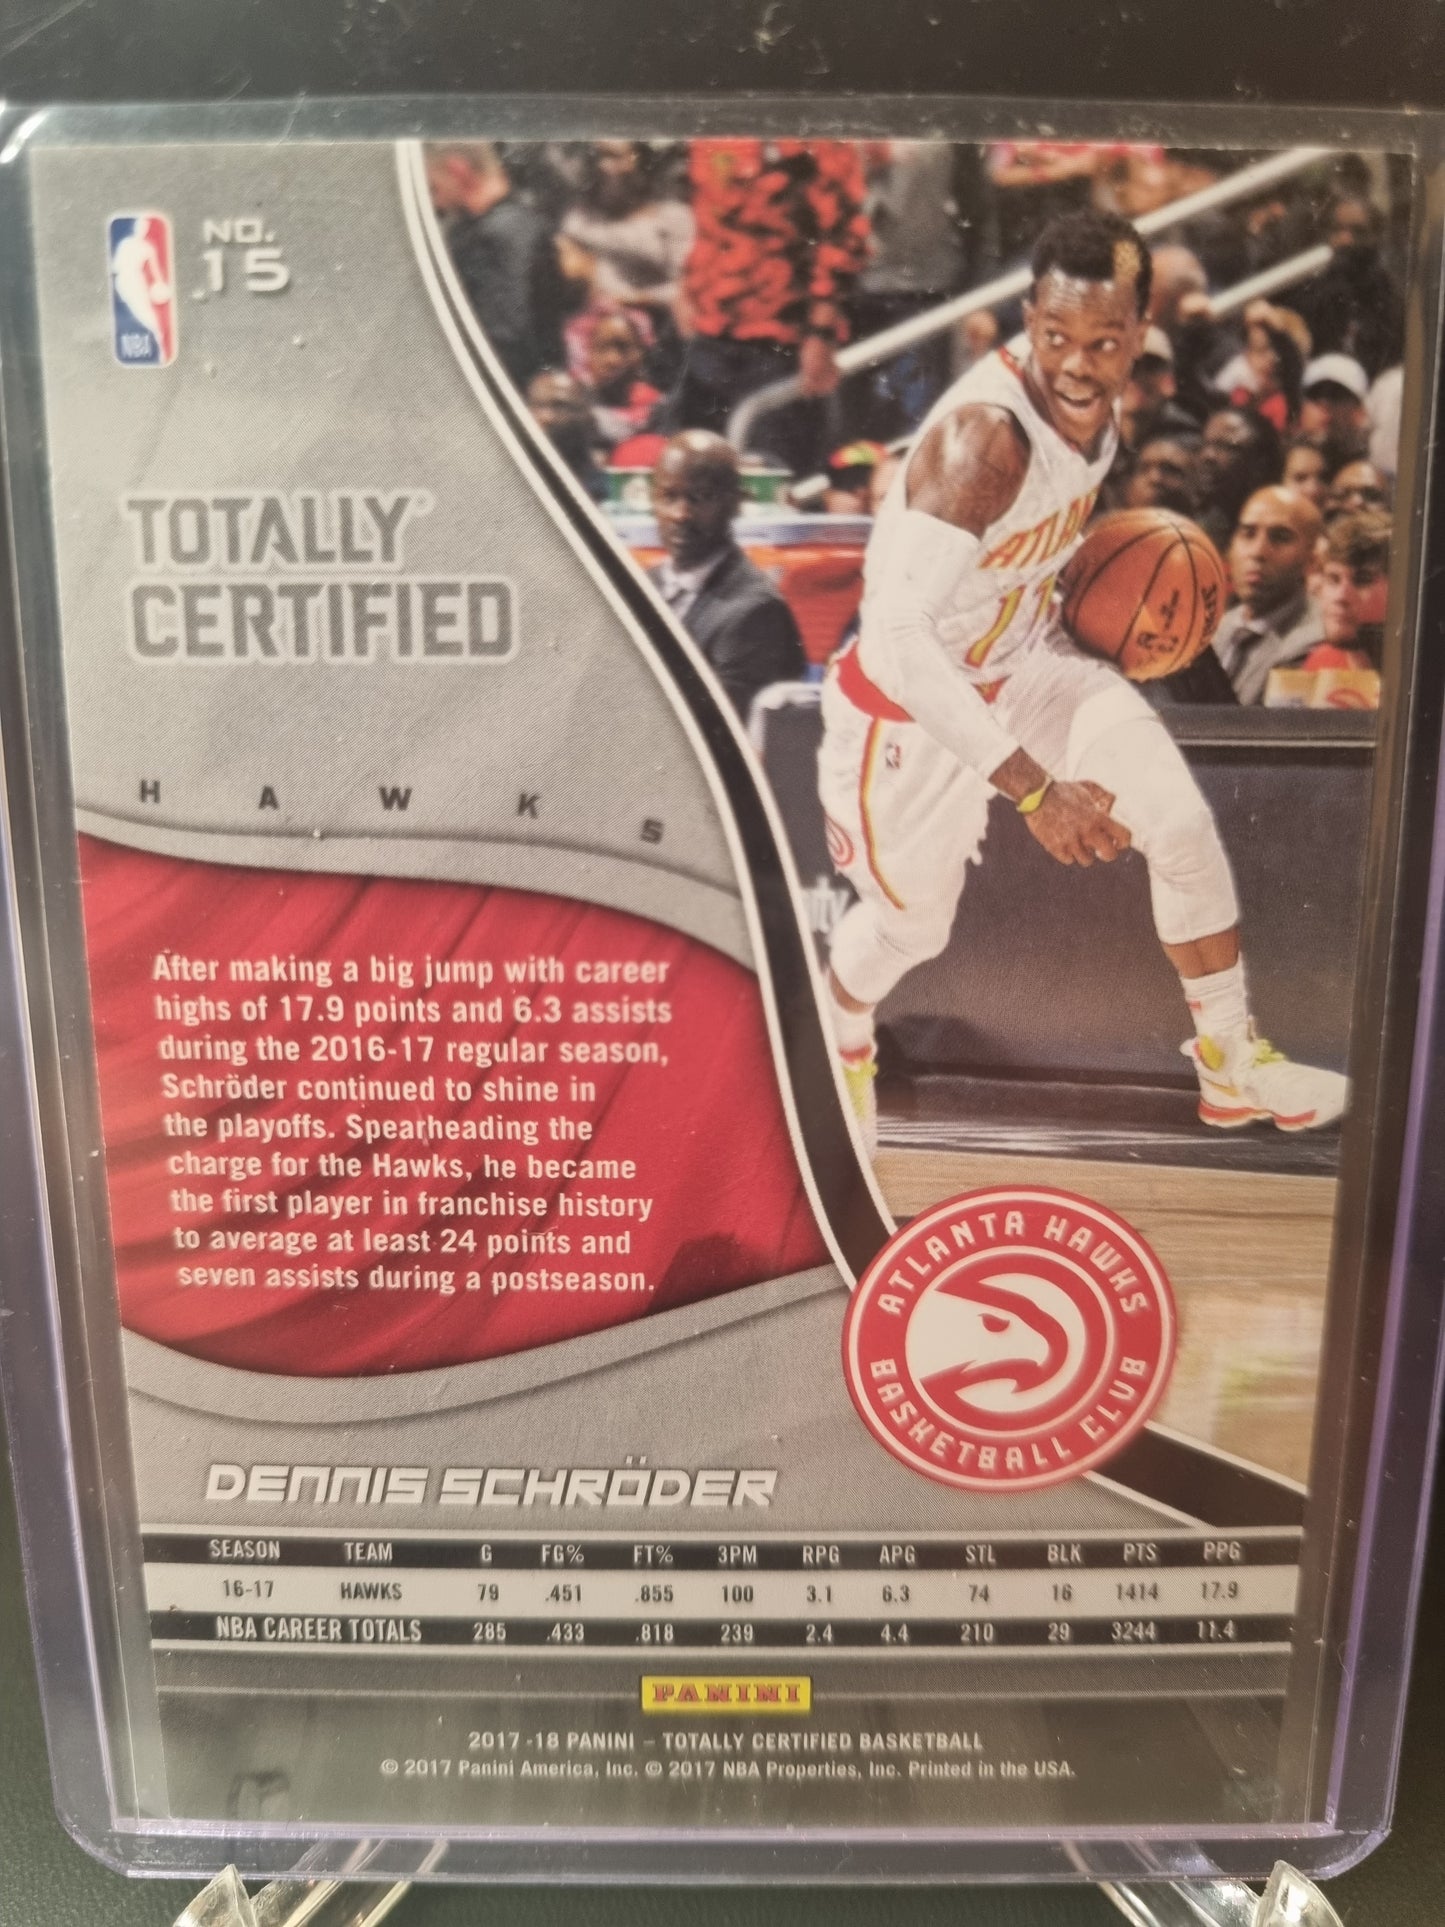 NBA
NO.
15
TOTALLY
CERTIFIED
HAWKS
After making a big jump with career
highs of 17.9 points and 6.3 assists
during the 2016-17 regular season,
Schröder continued to shine in
the playoffs. Spearheading the
charge for the Hawks, he became
the first player in franchise history
to average at least 24 points and
seven assists during a postseason.
ATLANTA HAWKS
BASKETBALL CLUB
DENNIS SCHRÖDER
SEASON TEAM G FG% FT% 3PM RPG APG STL BLK PTS PPG
16-17 HAWKS 79 .451 .855 100 3.1 6.3 74 16 1414 17.9
NBA CAREER TOTALS 285 .433 .818 239 2.4 4.4 210 29 3244 11.4
PANINI
2017-18 PANINI – TOTALLY CERTIFIED BASKETBALL
© 2017 Panini America, Inc. © 2017 NBA Properties, Inc. Printed in the USA.